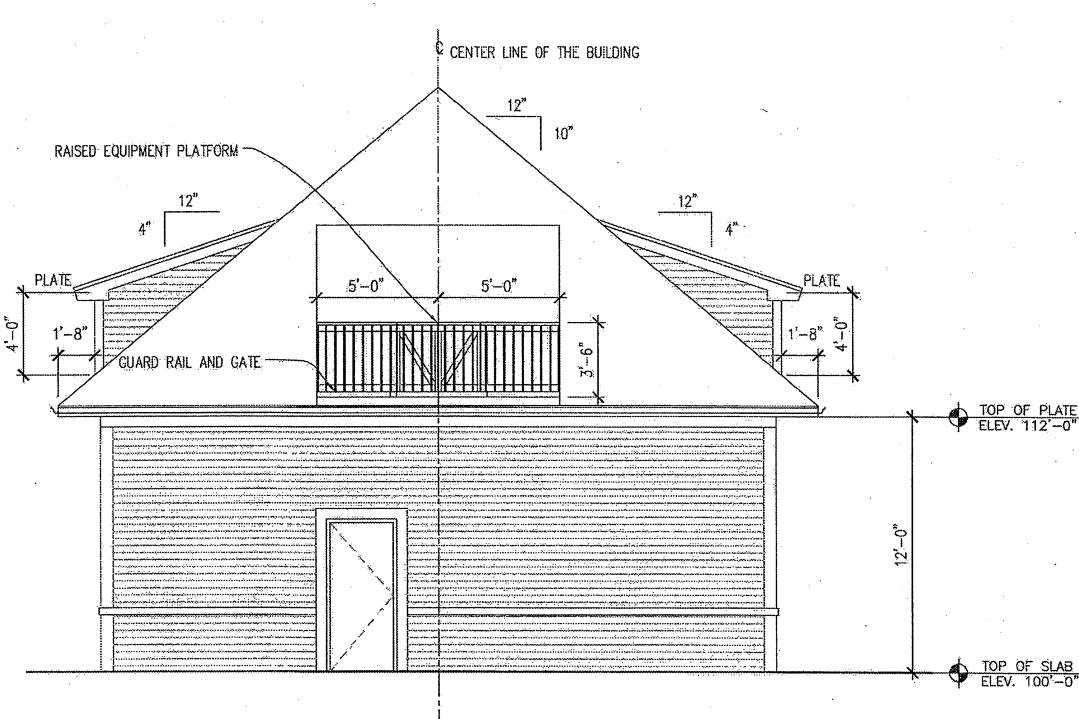 ℄ CENTER LINE OF THE BUILDING
12"
10"
RAISED EQUIPMENT PLATFORM
12"
4"
12"
4"
PLATE
PLATE
5'-0"
5'-0"
4'-0"
1'-8"
1'-8"
4'-0"
GUARD RAIL AND GATE
3'-6"
TOP OF PLATE
ELEV. 112'-0"
12'-0"
TOP OF SLAB
ELEV. 100'-0"